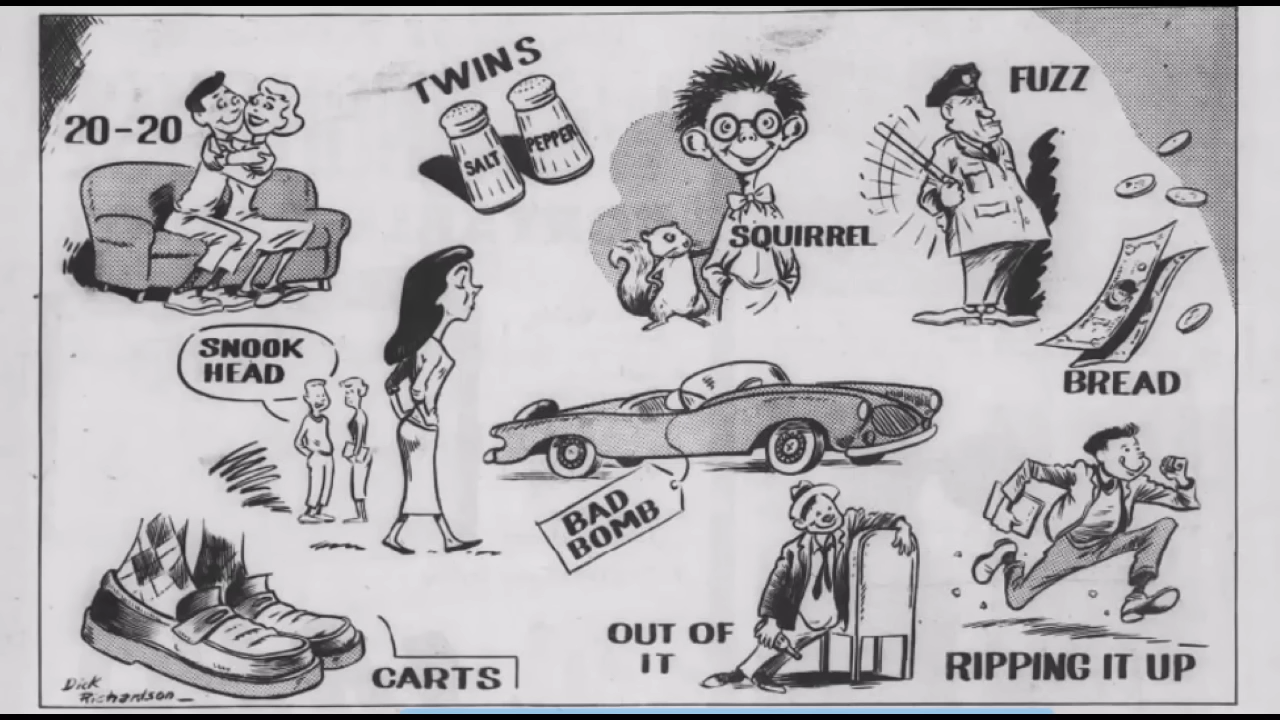 TWINS
SALT
PEPPER
FUZZ
20-20
SQUIRREL
SNOOK
HEAD
BREAD
BAD
BOMB
OUT OF
IT
RIPPING IT UP
CARTS
Dick
Richardson